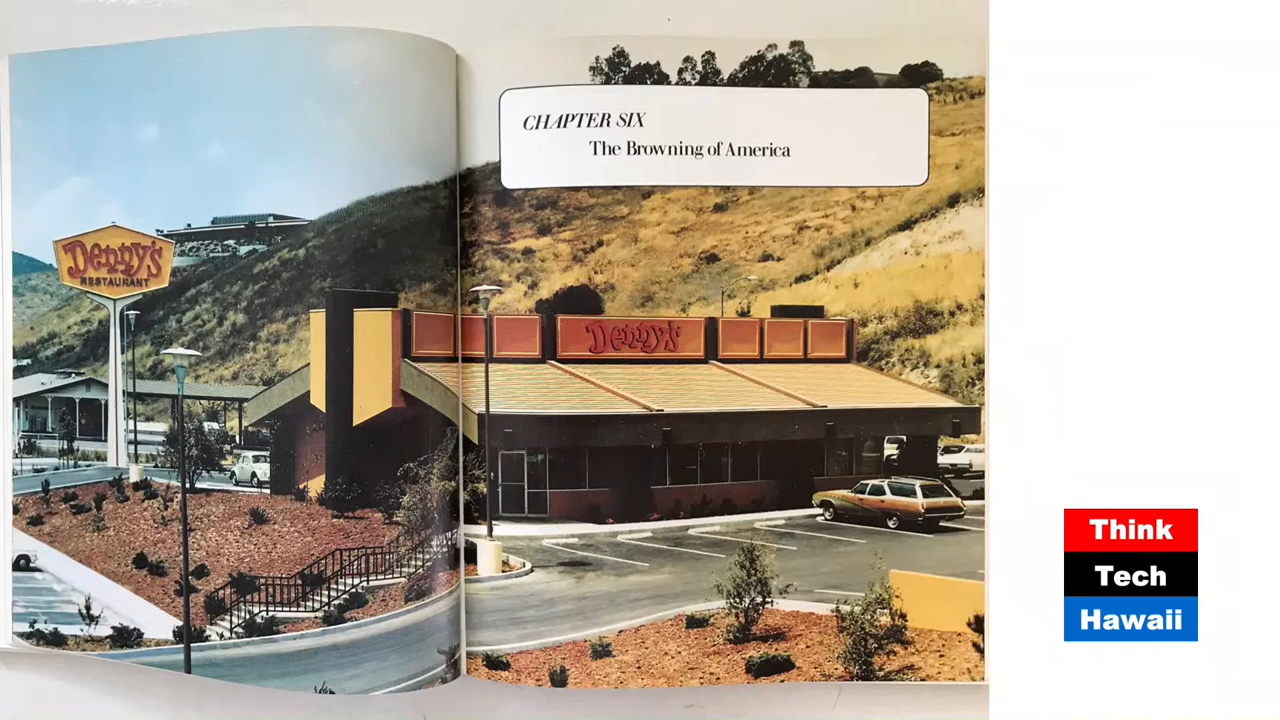 CHAPTER SIX
The Browning of America
Denny's
RESTAURANT
Denny's
Think
Tech
Hawaii